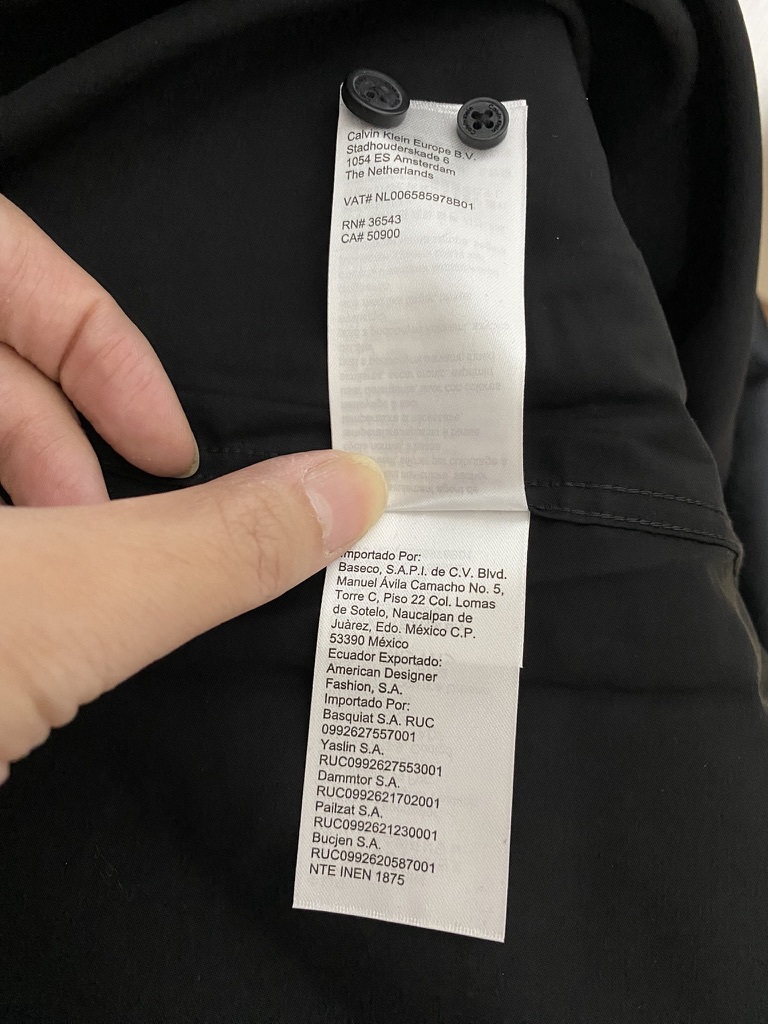 Calvin Klein Europe B.V.
Stadhouderskade 6
1054 ES Amsterdam
The Netherlands
VAT# NL006585978B01
RN# 36543
CA# 50900
Importado Por:
Baseco, S.A.P.I. de C.V. Blvd.
Manuel Ávila Camacho No. 5,
Torre C, Piso 22 Col. Lomas
de Sotelo, Naucalpan de
Juàrez, Edo. México C.P.
53390 México
Ecuador Exportado:
American Designer
Fashion, S.A.
Importado Por:
Basquiat S.A. RUC
0992627557001
Yaslin S.A.
RUC0992627553001
Dammtor S.A.
RUC0992621702001
Pailzat S.A.
RUC0992621230001
Bucjen S.A.
RUC0992620587001
NTE INEN 1875